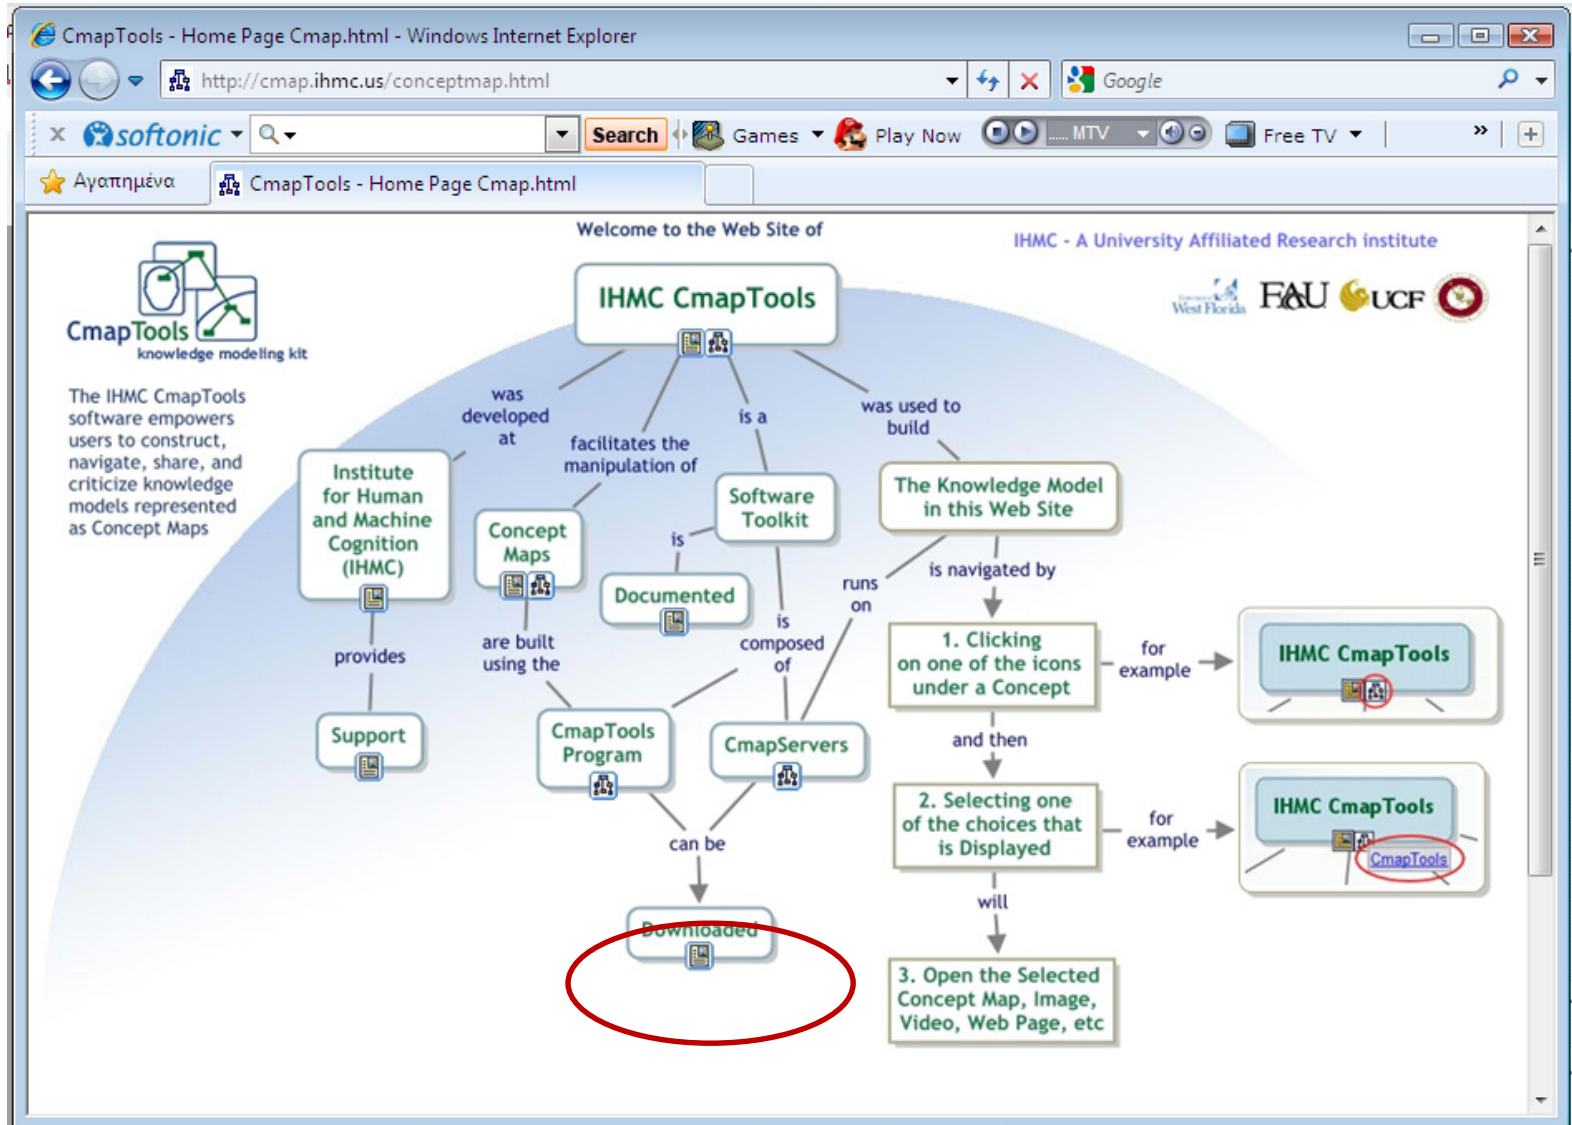 CmapTools - Home Page Cmap.html - Windows Internet Explorer
http://cmap.ihmc.us/conceptmap.html
Google
x softonic
Search
Games
Play Now
...... MTV
Free TV
»
Αγαπημένα
CmapTools - Home Page Cmap.html
Welcome to the Web Site of
IHMC - A University Affiliated Research institute
West Florida
FAU
UCF
CmapTools
knowledge modeling kit
The IHMC CmapTools
software empowers
users to construct,
navigate, share, and
criticize knowledge
models represented
as Concept Maps
IHMC CmapTools
was
developed
at
facilitates the
manipulation of
is a
was used to
build
Institute
for Human
and Machine
Cognition
(IHMC)
Concept
Maps
Software
Toolkit
The Knowledge Model
in this Web Site
is
Documented
runs
on
is navigated by
provides
are built
using the
is
composed
of
1. Clicking
on one of the icons
under a Concept
for
example
IHMC CmapTools
Support
CmapTools
Program
CmapServers
and then
2. Selecting one
of the choices that
is Displayed
for
example
IHMC CmapTools
CmapTools
can be
will
Downloaded
3. Open the Selected
Concept Map, Image,
Video, Web Page, etc